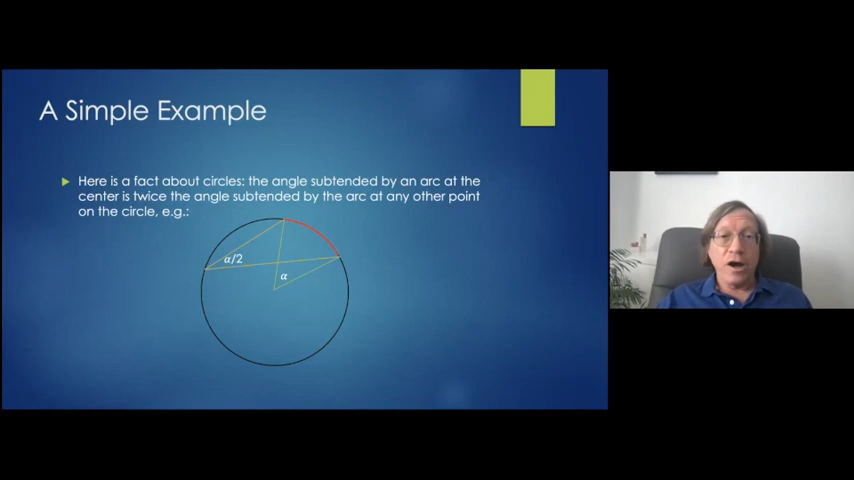 A Simple Example
Here is a fact about circles: the angle subtended by an arc at the
center is twice the angle subtended by the arc at any other point
on the circle, e.g.:
α/2
α